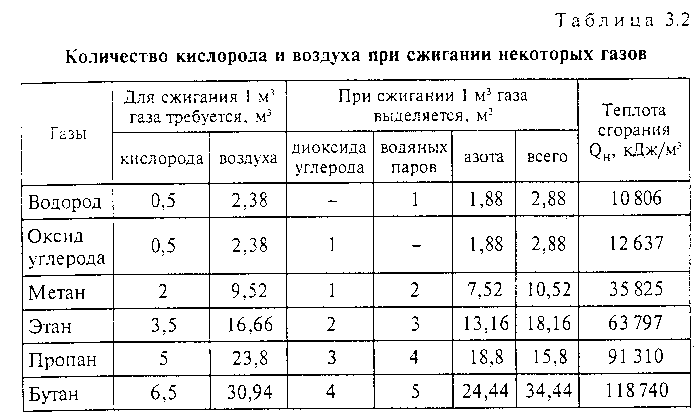 Таблица 3.2
Количество кислорода и воздуха при сжигании некоторых газов
Газы
Для сжигания 1 м³
газа требуется, м³
При сжигании 1 м³ газа
выделяется, м³
Теплота
сгорания
Qн, кДж/м³
кислорода воздуха диоксида
углерода водяных
паров азота всего
Водород 0,5 2,38 – 1 1,88 2,88 10 806
Оксид
углерода 0,5 2,38 1 – 1,88 2,88 12 637
Метан 2 9,52 1 2 7,52 10,52 35 825
Этан 3,5 16,66 2 3 13,16 18,16 63 797
Пропан 5 23,8 3 4 18,8 15,8 91 310
Бутан 6,5 30,94 4 5 24,44 34,44 118 740